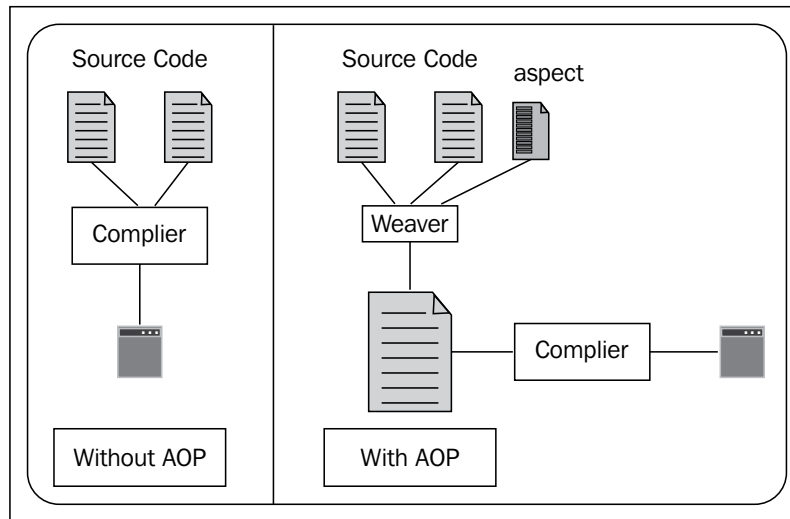 Source Code
Complier
Without AOP
Source Code
aspect
Weaver
Complier
With AOP